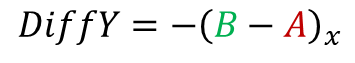 DiffY = −(B − A)ₓ